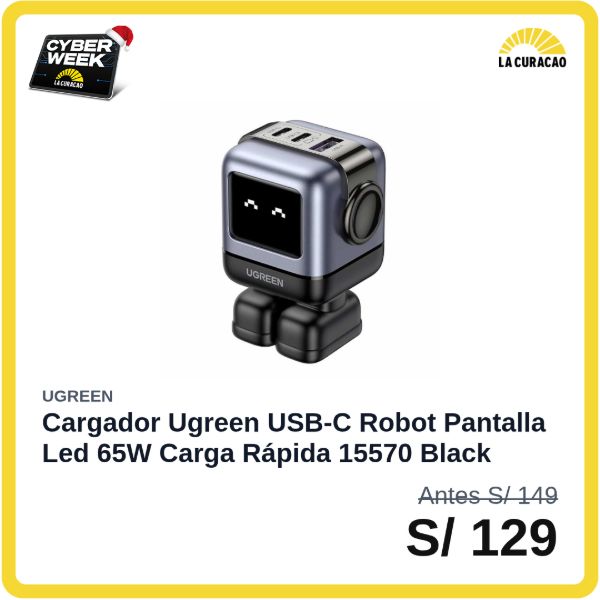 CYBER
WEEK
LA CURACAO
LA CURACAO
UGREEN
UGREEN
Cargador Ugreen USB-C Robot Pantalla
Led 65W Carga Rápida 15570 Black
Antes S/ 149
S/ 129